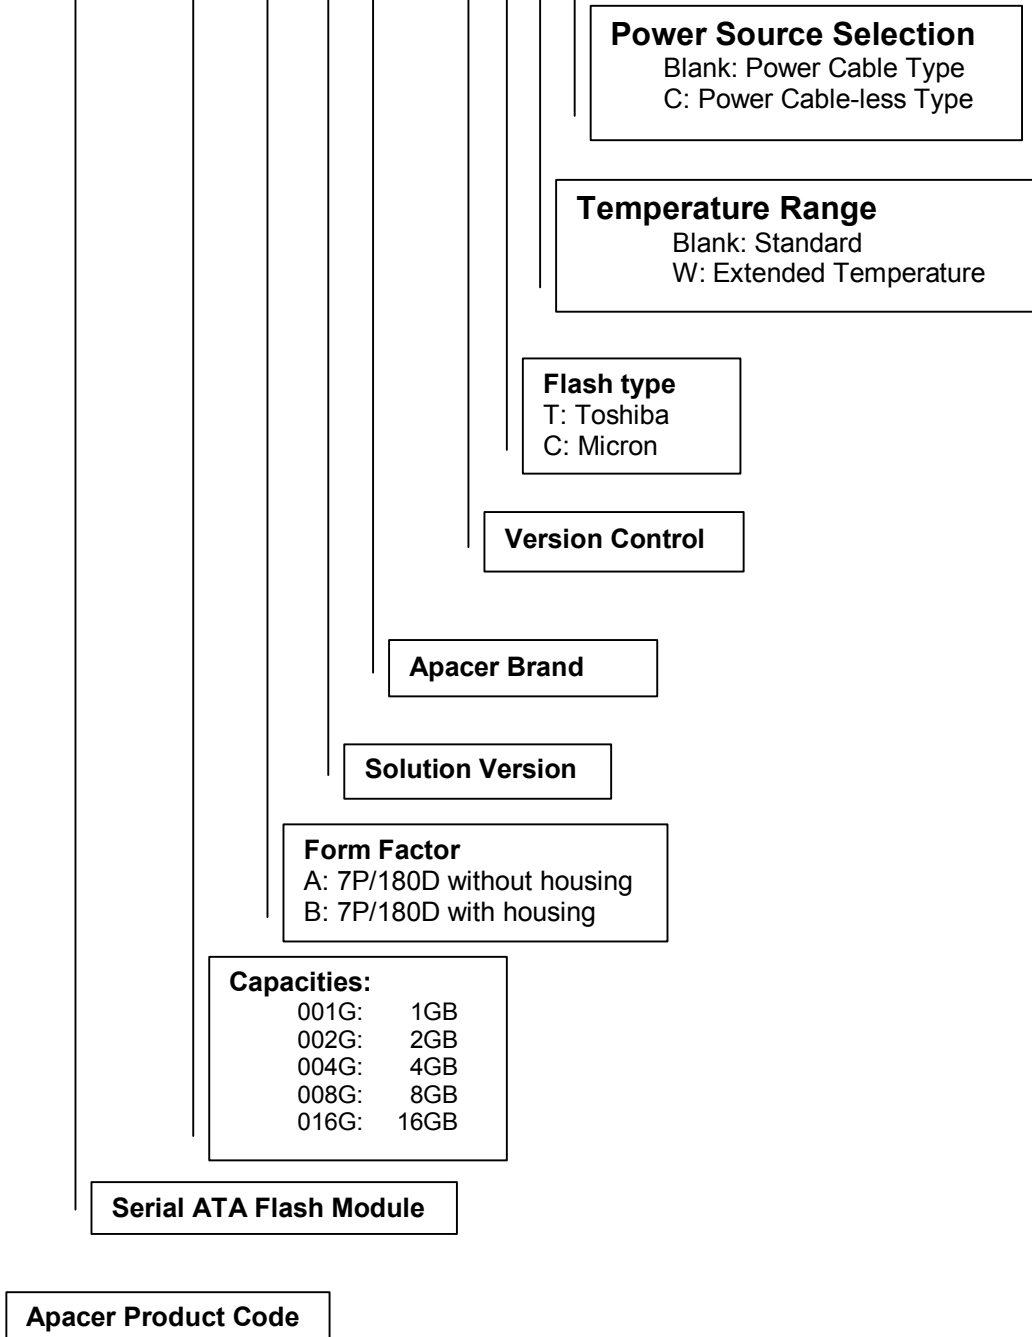 Power Source Selection
Blank: Power Cable Type
C: Power Cable-less Type
Temperature Range
Blank: Standard
W: Extended Temperature
Flash type
T: Toshiba
C: Micron
Version Control
Apacer Brand
Solution Version
Form Factor
A: 7P/180D without housing
B: 7P/180D with housing
Capacities:
001G: 1GB
002G: 2GB
004G: 4GB
008G: 8GB
016G: 16GB
Serial ATA Flash Module
Apacer Product Code